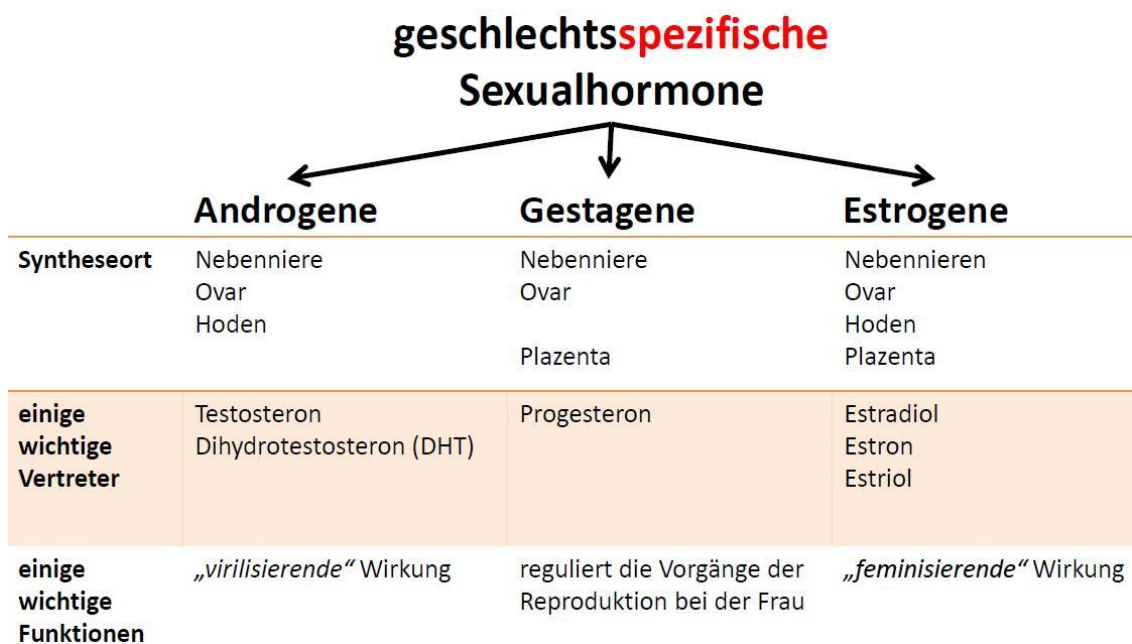 geschlechtsspezifische
Sexualhormone
Androgene Gestagene Estrogene
Syntheseort Nebenniere Nebenniere Nebennieren
Ovar Ovar Ovar
Hoden Hoden
Plazenta Plazenta
einige Testosteron Progesteron Estradiol
wichtige Dihydrotestosteron (DHT) Estron
Vertreter Estriol
einige „virilisierende“ Wirkung reguliert die Vorgänge der „feminisierende“ Wirkung
wichtige Reproduktion bei der Frau
Funktionen